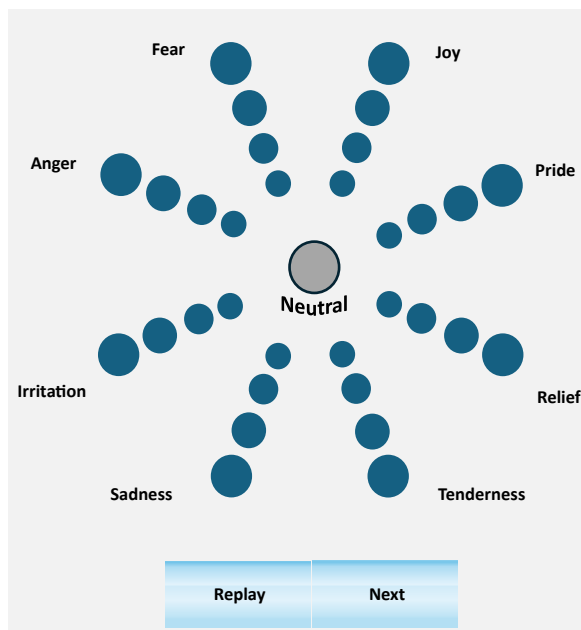 Fear
Joy
Anger
Pride
Neutral
Irritation
Relief
Sadness
Tenderness
Replay
Next